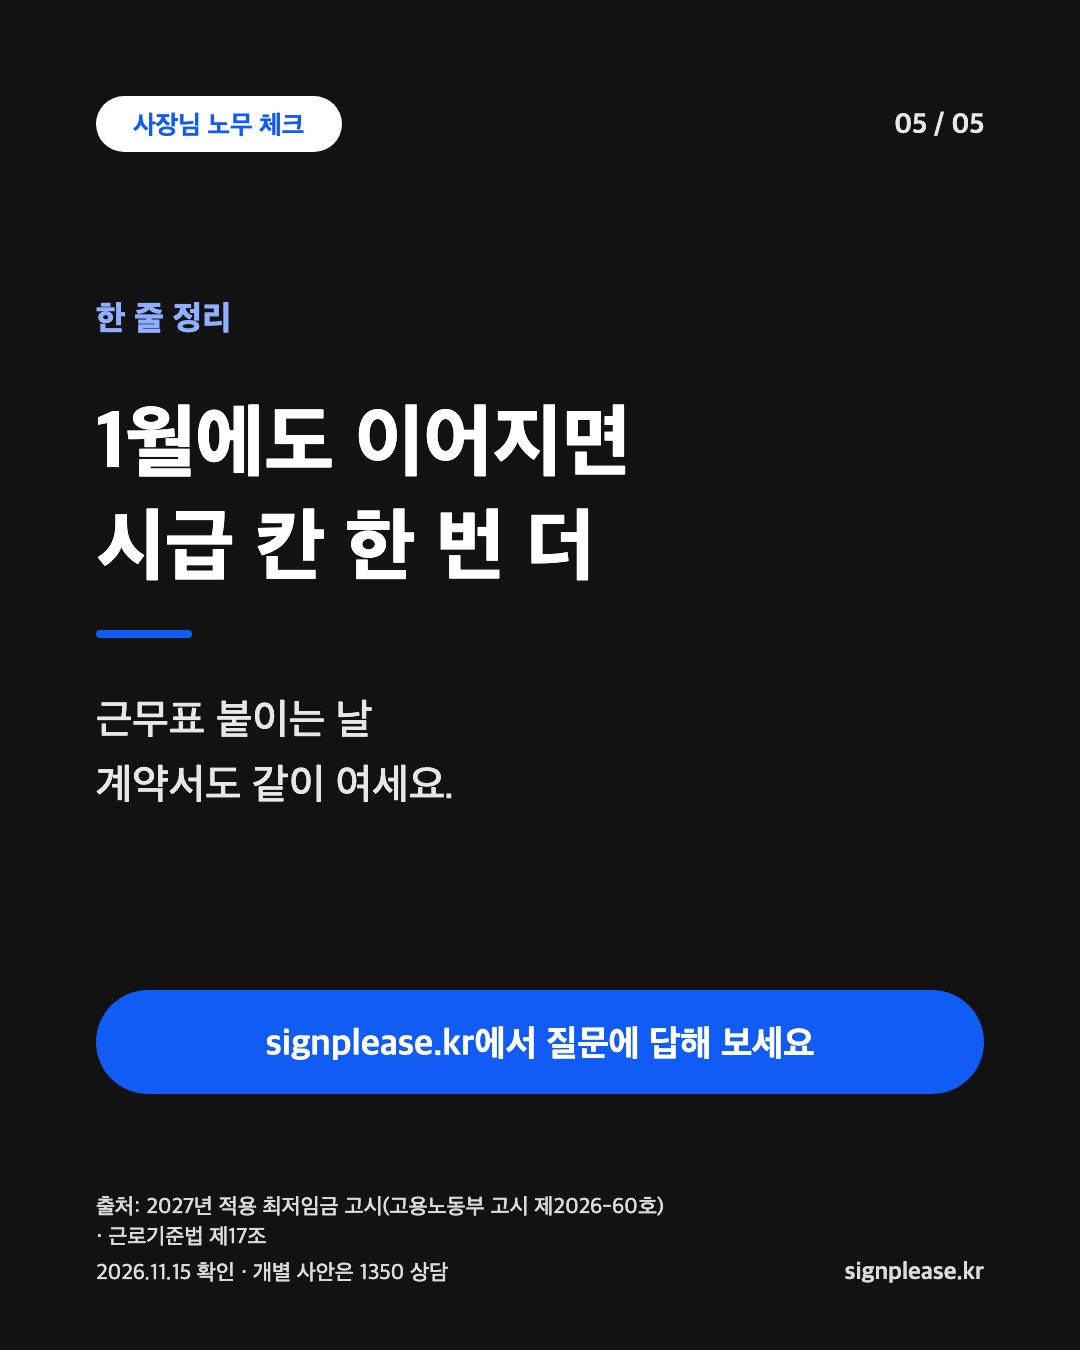 사장님 노무 체크
05 / 05
한 줄 정리
1월에도 이어지면
시급 칸 한 번 더
근무표 붙이는 날
계약서도 같이 여세요.
signplease.kr에서 질문에 답해 보세요
출처: 2027년 적용 최저임금 고시(고용노동부 고시 제2026-60호)
· 근로기준법 제17조
2026.11.15 확인 · 개별 사안은 1350 상담
signplease.kr